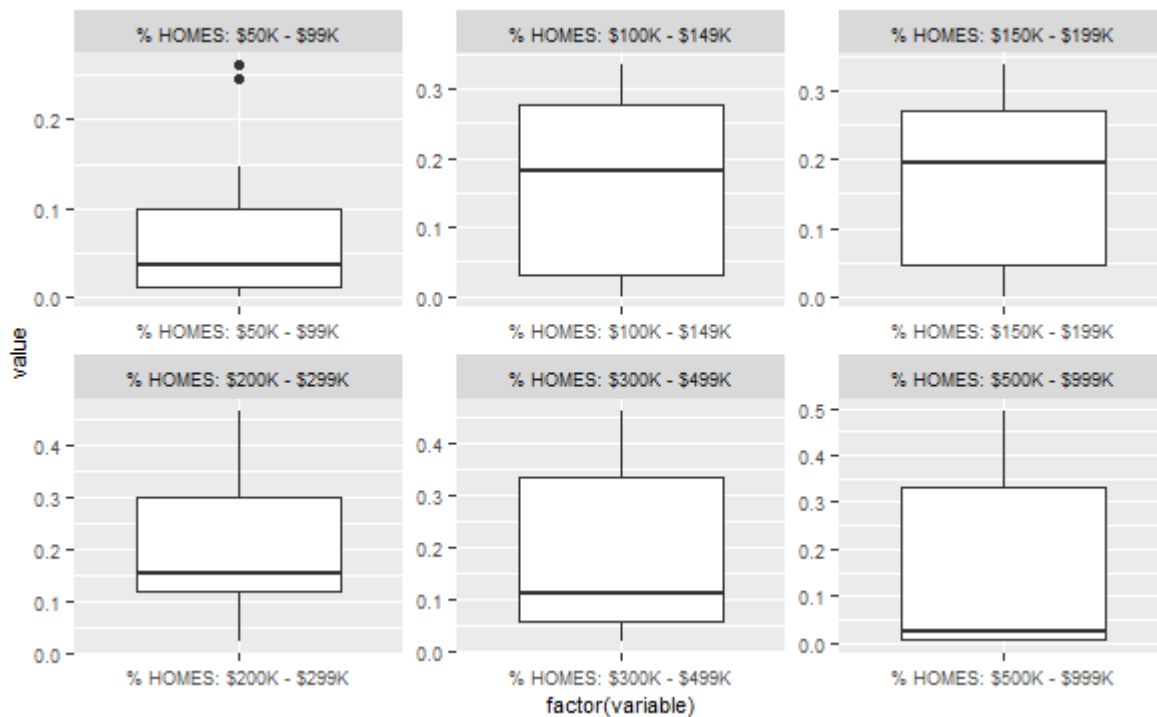 % HOMES: $50K - $99K
% HOMES: $100K - $149K
% HOMES: $150K - $199K
0.2
0.1
0.0
0.3
0.2
0.1
0.0
0.3
0.2
0.1
0.0
% HOMES: $50K - $99K
% HOMES: $100K - $149K
% HOMES: $150K - $199K
value
% HOMES: $200K - $299K
% HOMES: $300K - $499K
% HOMES: $500K - $999K
0.4
0.3
0.2
0.1
0.0
0.4
0.3
0.2
0.1
0.0
0.5
0.4
0.3
0.2
0.1
0.0
% HOMES: $200K - $299K
% HOMES: $300K - $499K
% HOMES: $500K - $999K
factor(variable)